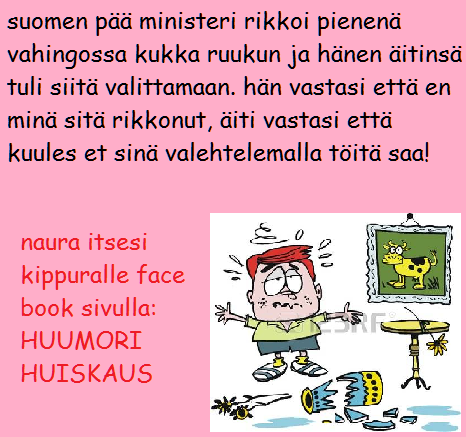 suomen pää ministeri rikkoi pienenä
vahingossa kukka ruukun ja hänen äitinsä
tuli siitä valittamaan. hän vastasi että en
minä sitä rikkonut, äiti vastasi että
kuules et sinä valehtelemalla töitä saa!
naura itsesi
kippuralle face
book sivulla:
HUUMORI
HUISKAUS